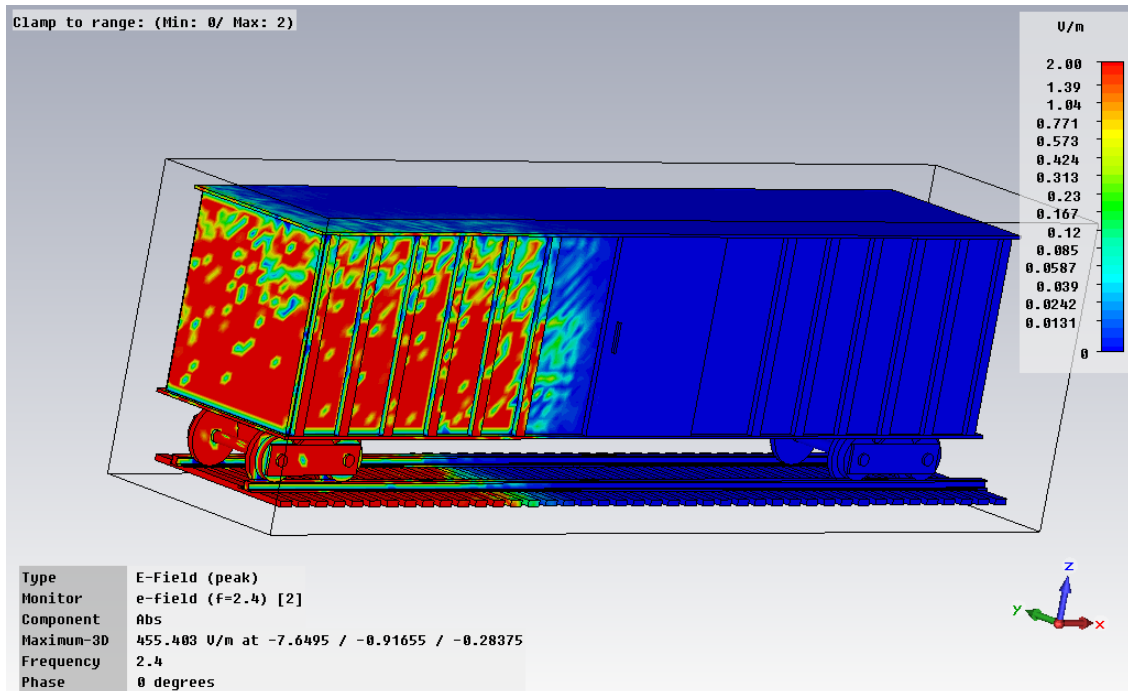 Clamp to range: (Min: 0/ Max: 2)
V/m
2.00
1.39
1.04
0.771
0.573
0.424
0.313
0.23
0.167
0.12
0.085
0.0587
0.039
0.0242
0.0131
0
Type E-Field (peak)
Monitor e-field (f=2.4) [2]
Component Abs
Maximum-3D 455.403 V/m at -7.6495 / -0.91655 / -0.28375
Frequency 2.4
Phase 0 degrees
z
y
x